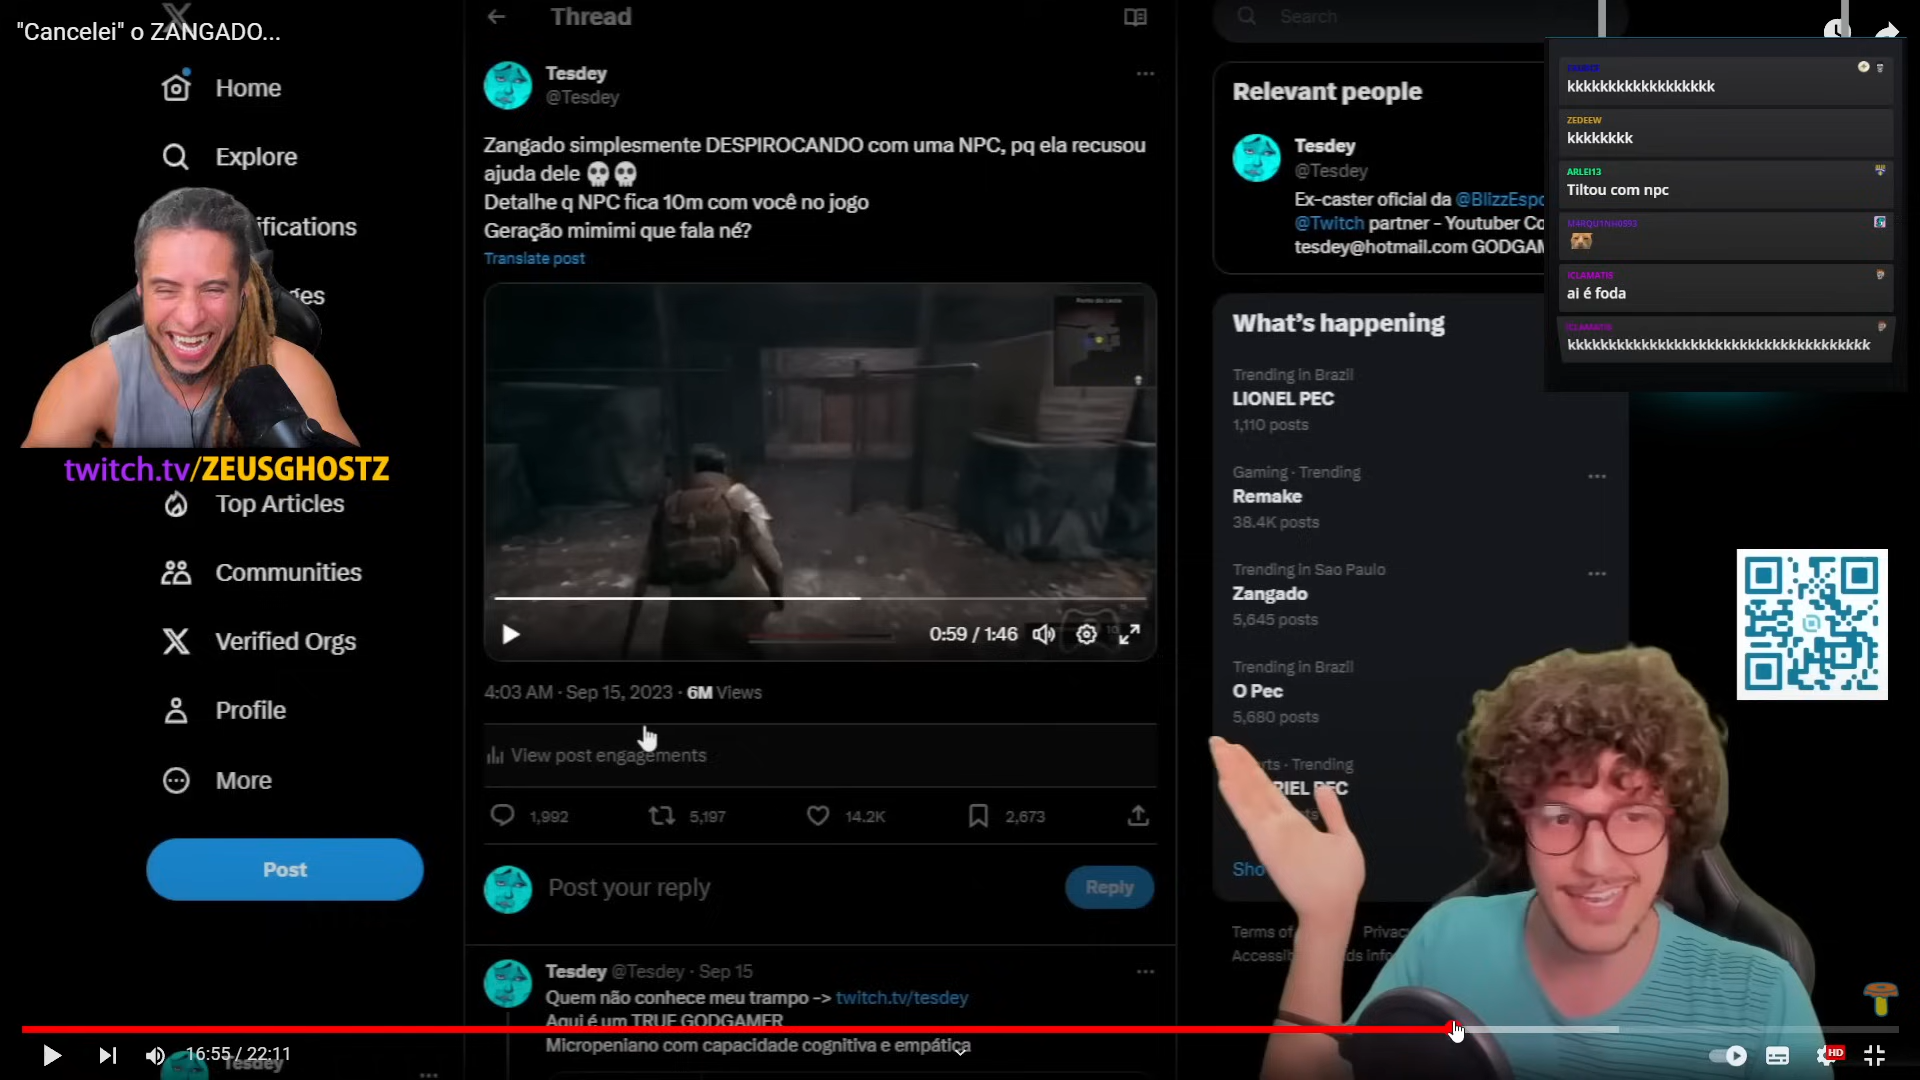 "Cancelei" o ZANGADO...
Home
Explore
ifications
ges
twitch.tv/ZEUSGHOSTZ
Top Articles
Communities
Verified Orgs
Profile
More
Post
Thread
Tesdey
@Tesdey
Zangado simplesmente DESPIROCANDO com uma NPC, pq ela recusou
ajuda dele 💀💀
Detalhe q NPC fica 10m com você no jogo
Geração mimimi que fala né?
Translate post
0:59 / 1:46
4:03 AM · Sep 15, 2023 · 6M Views
View post engagements
1,992
5,197
14.2K
2,673
Post your reply
Reply
Tesdey @Tesdey · Sep 15
Quem não conhece meu trampo -> twitch.tv/tesdey
Aqui é um TRUE GODGAMER
Micropeniano com capacidade cognitiva e empática
Tesdey
Search
Relevant people
Tesdey
@Tesdey
Ex-caster oficial da @BlizzEspo
@Twitch partner - Youtuber Co
tesdey@hotmail.com GODGAM
What's happening
Trending in Brazil
LIONEL PEC
1,110 posts
Gaming · Trending
Remake
38.4K posts
Trending in Sao Paulo
Zangado
5,645 posts
Trending in Brazil
O Pec
5,680 posts
rts · Trending
RIEL PEC
ts
Sho
Terms of
Privac
Accessib
ds info
kkkkkkkkkkkkkkkkkk
ZEDEEW
kkkkkkkk
ARLEI13
Tiltou com npc
M4RQU1NH0S93
ICLAMATIS
ai é foda
ICLAMATIS
kkkkkkkkkkkkkkkkkkkkkkkkkkkkkkkkkkkkk
16:55 / 22:11
HD